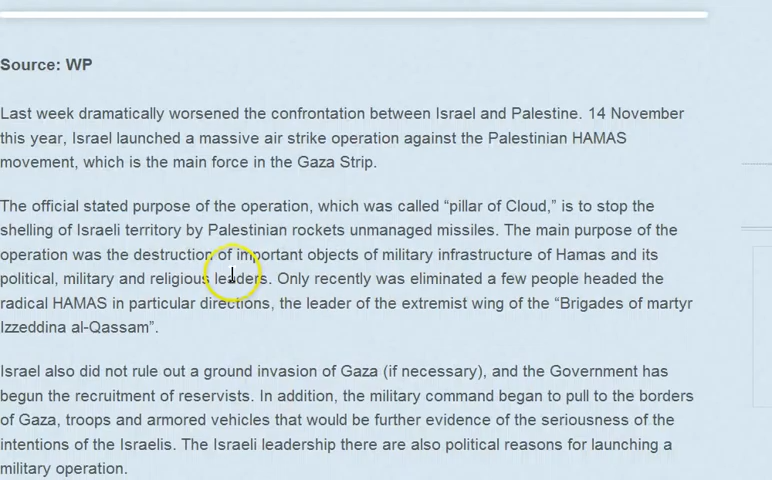 Source: WP
Last week dramatically worsened the confrontation between Israel and Palestine. 14 November
this year, Israel launched a massive air strike operation against the Palestinian HAMAS
movement, which is the main force in the Gaza Strip.
The official stated purpose of the operation, which was called “pillar of Cloud,” is to stop the
shelling of Israeli territory by Palestinian rockets unmanaged missiles. The main purpose of the
operation was the destruction of important objects of military infrastructure of Hamas and its
political, military and religious leaders. Only recently was eliminated a few people headed the
radical HAMAS in particular directions, the leader of the extremist wing of the “Brigades of martyr
Izzeddina al-Qassam”.
Israel also did not rule out a ground invasion of Gaza (if necessary), and the Government has
begun the recruitment of reservists. In addition, the military command began to pull to the borders
of Gaza, troops and armored vehicles that would be further evidence of the seriousness of the
intentions of the Israelis. The Israeli leadership there are also political reasons for launching a
military operation.